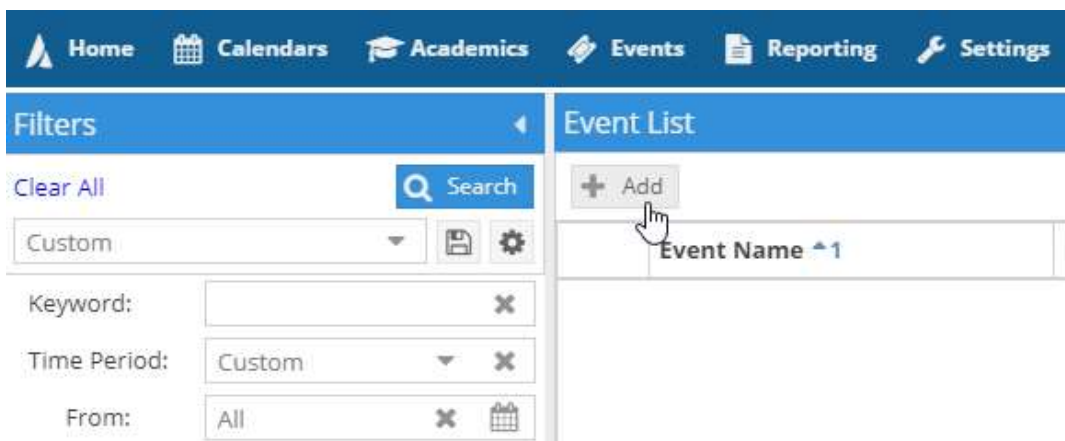 Home Calendars Academics Events Reporting Settings
Filters
Event List
Clear All
Search
Add
Custom
Event Name 1
Keyword:
Time Period: Custom
From: All